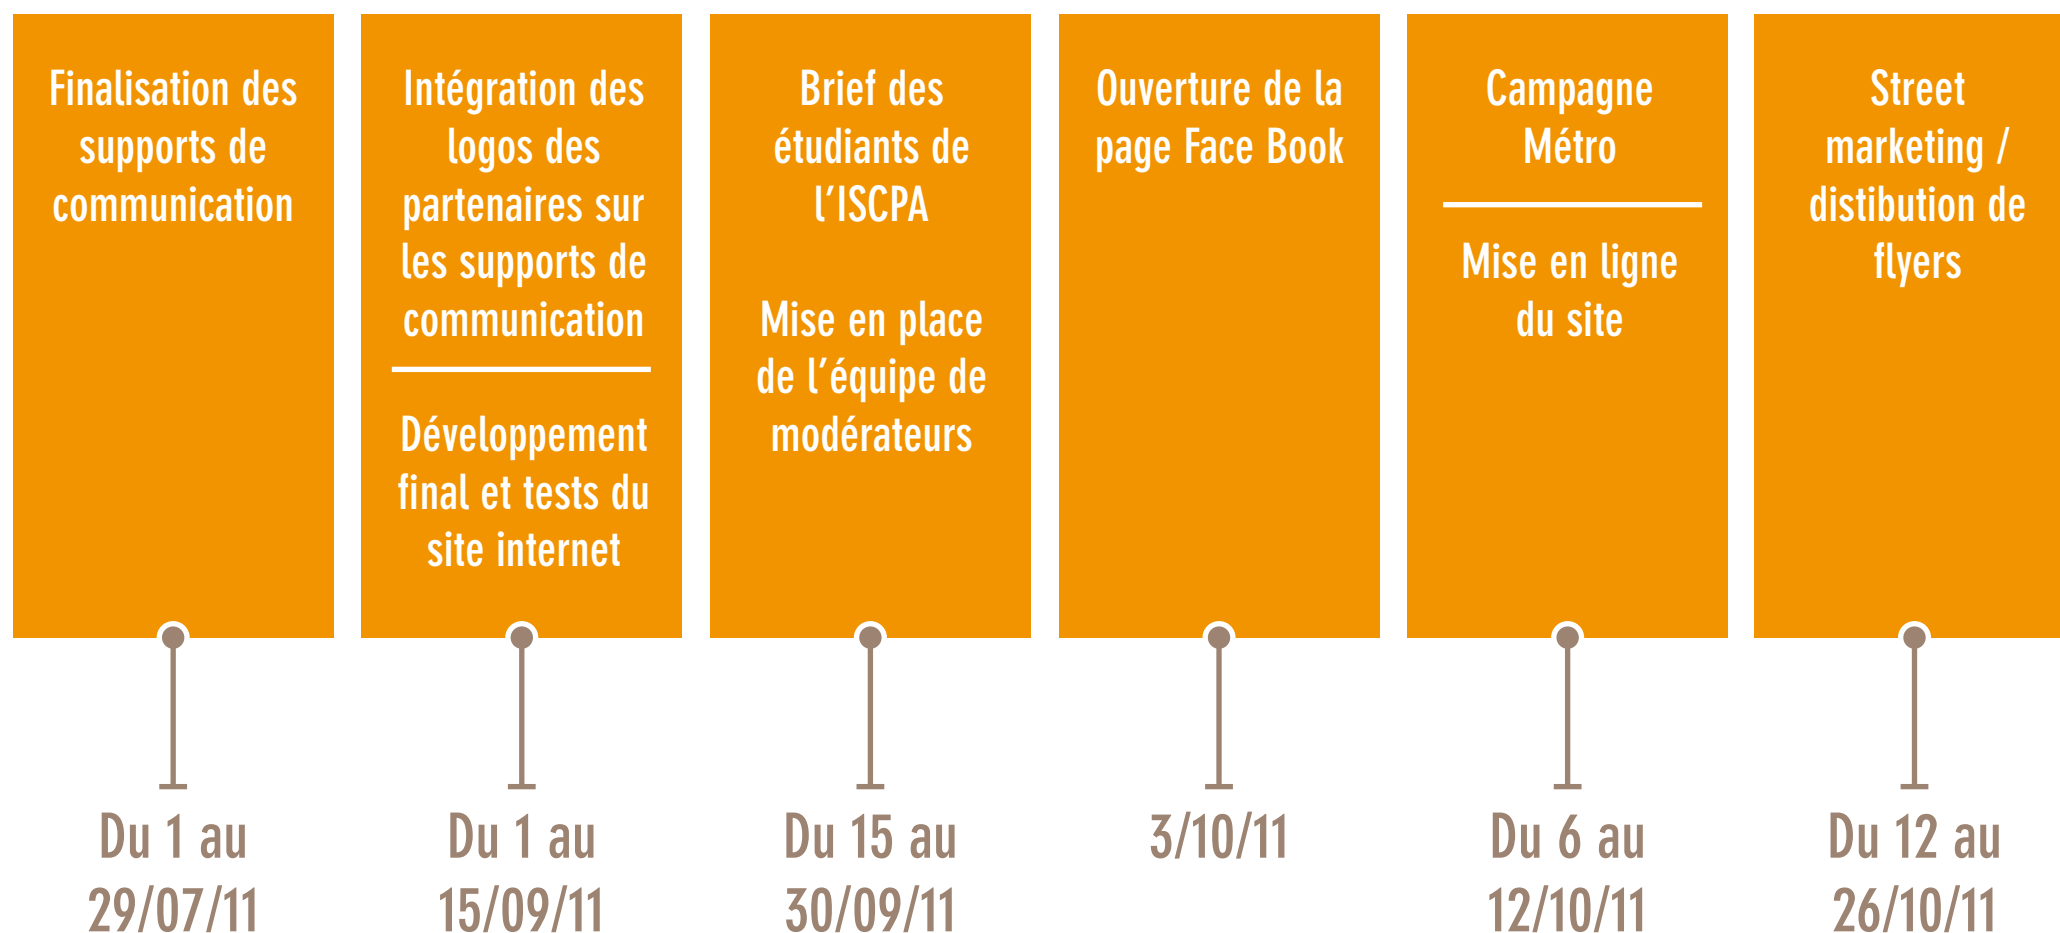 Finalisation des
supports de
communication
Intégration des
logos des
partenaires sur
les supports de
communication
Développement
final et tests du
site internet
Brief des
étudiants de
l’ISCPA
Mise en place
de l’équipe de
modérateurs
Ouverture de la
page Face Book
Campagne
Métro
Mise en ligne
du site
Street
marketing /
distibution de
flyers
Du 1 au
29/07/11
Du 1 au
15/09/11
Du 15 au
30/09/11
3/10/11
Du 6 au
12/10/11
Du 12 au
26/10/11